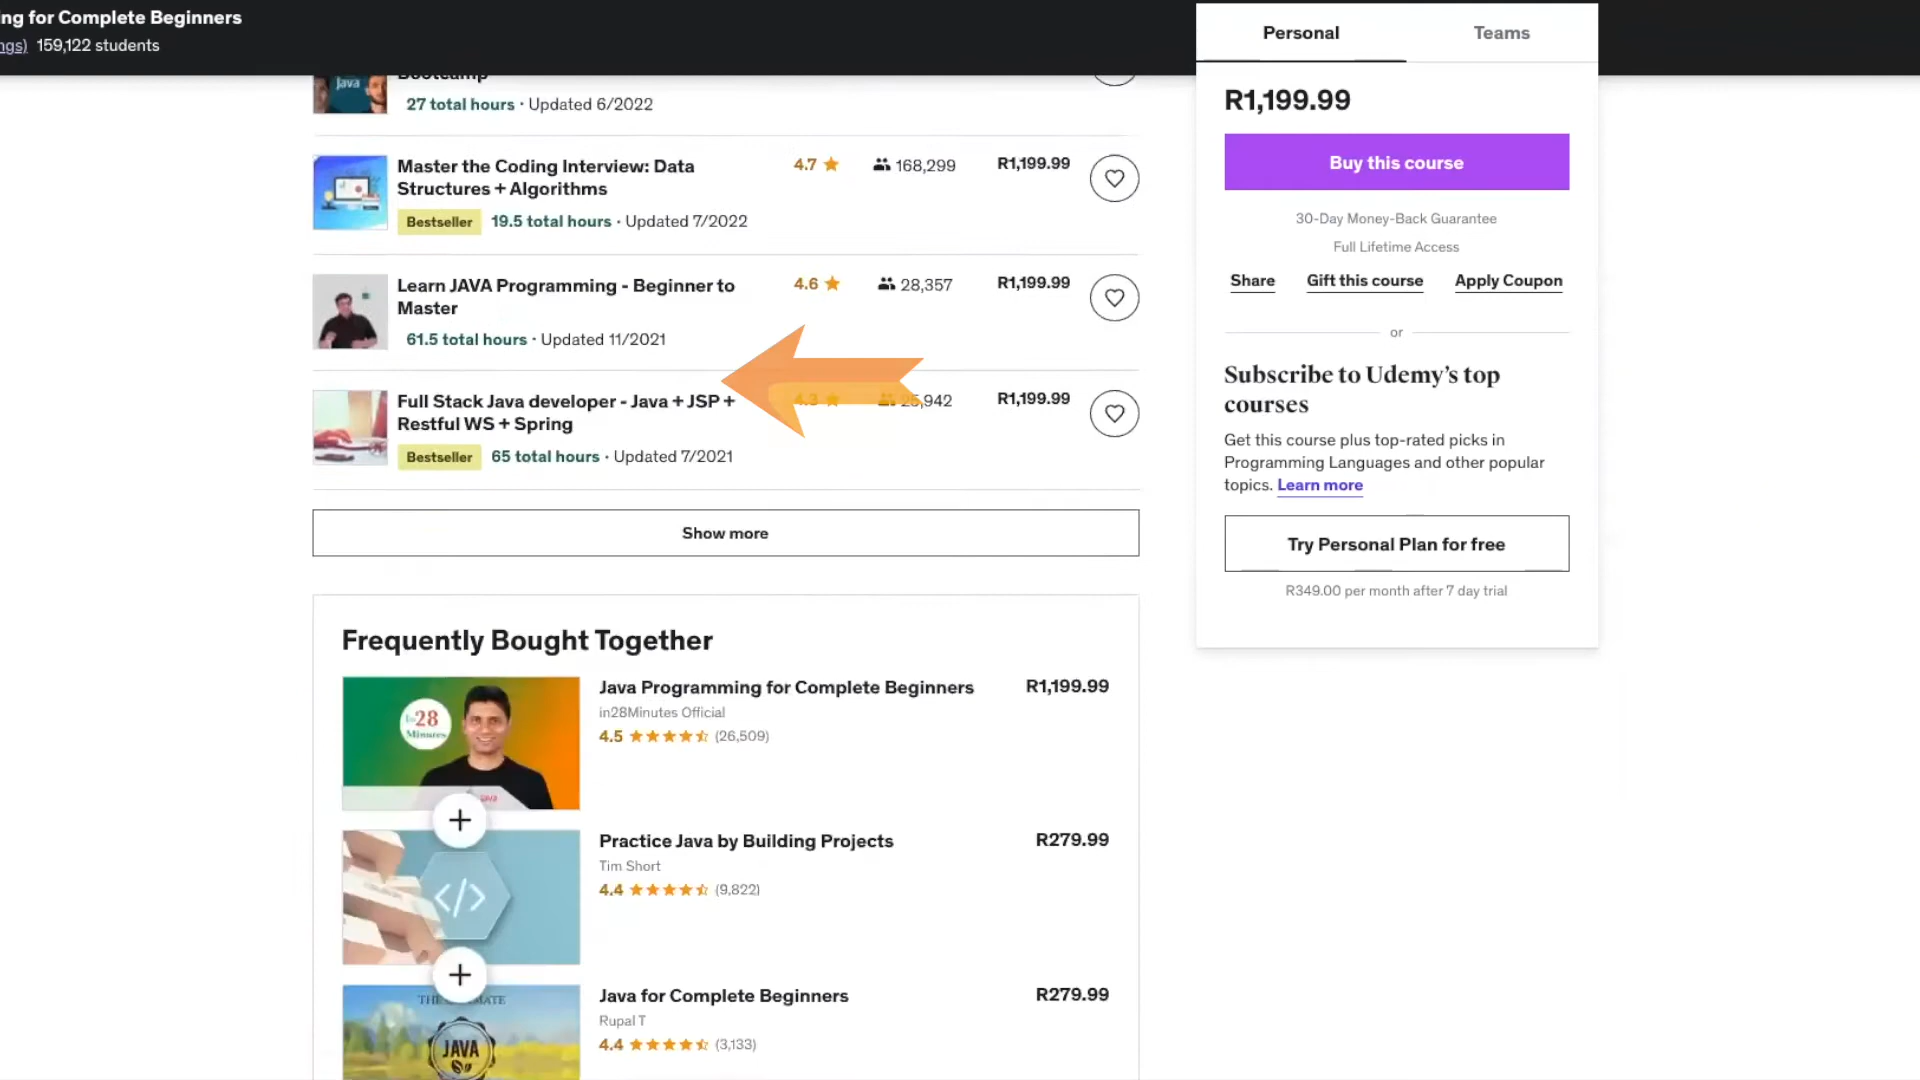 ng for Complete Beginners
ngs) 159,122 students
Personal
Teams
R1,199.99
Buy this course
30-Day Money-Back Guarantee
Full Lifetime Access
Share
Gift this course
Apply Coupon
or
Subscribe to Udemy's top
courses
Get this course plus top-rated picks in
Programming Languages and other popular
topics. Learn more
Try Personal Plan for free
R349.00 per month after 7 day trial
Java
Bootcamp
27 total hours · Updated 6/2022
Master the Coding Interview: Data
Structures + Algorithms
4.7
168,299
R1,199.99
Bestseller 19.5 total hours · Updated 7/2022
Learn JAVA Programming - Beginner to
Master
4.6
28,357
R1,199.99
61.5 total hours · Updated 11/2021
Full Stack Java developer - Java + JSP +
Restful WS + Spring
4.3
25,942
R1,199.99
Bestseller 65 total hours · Updated 7/2021
Show more
Frequently Bought Together
in28
Minutes
Java Programming for Complete Beginners
R1,199.99
in28Minutes Official
4.5 (26,509)
</>
Practice Java by Building Projects
R279.99
Tim Short
4.4 (9,822)
JAVA
Java for Complete Beginners
R279.99
Rupal T
4.4 (3,133)